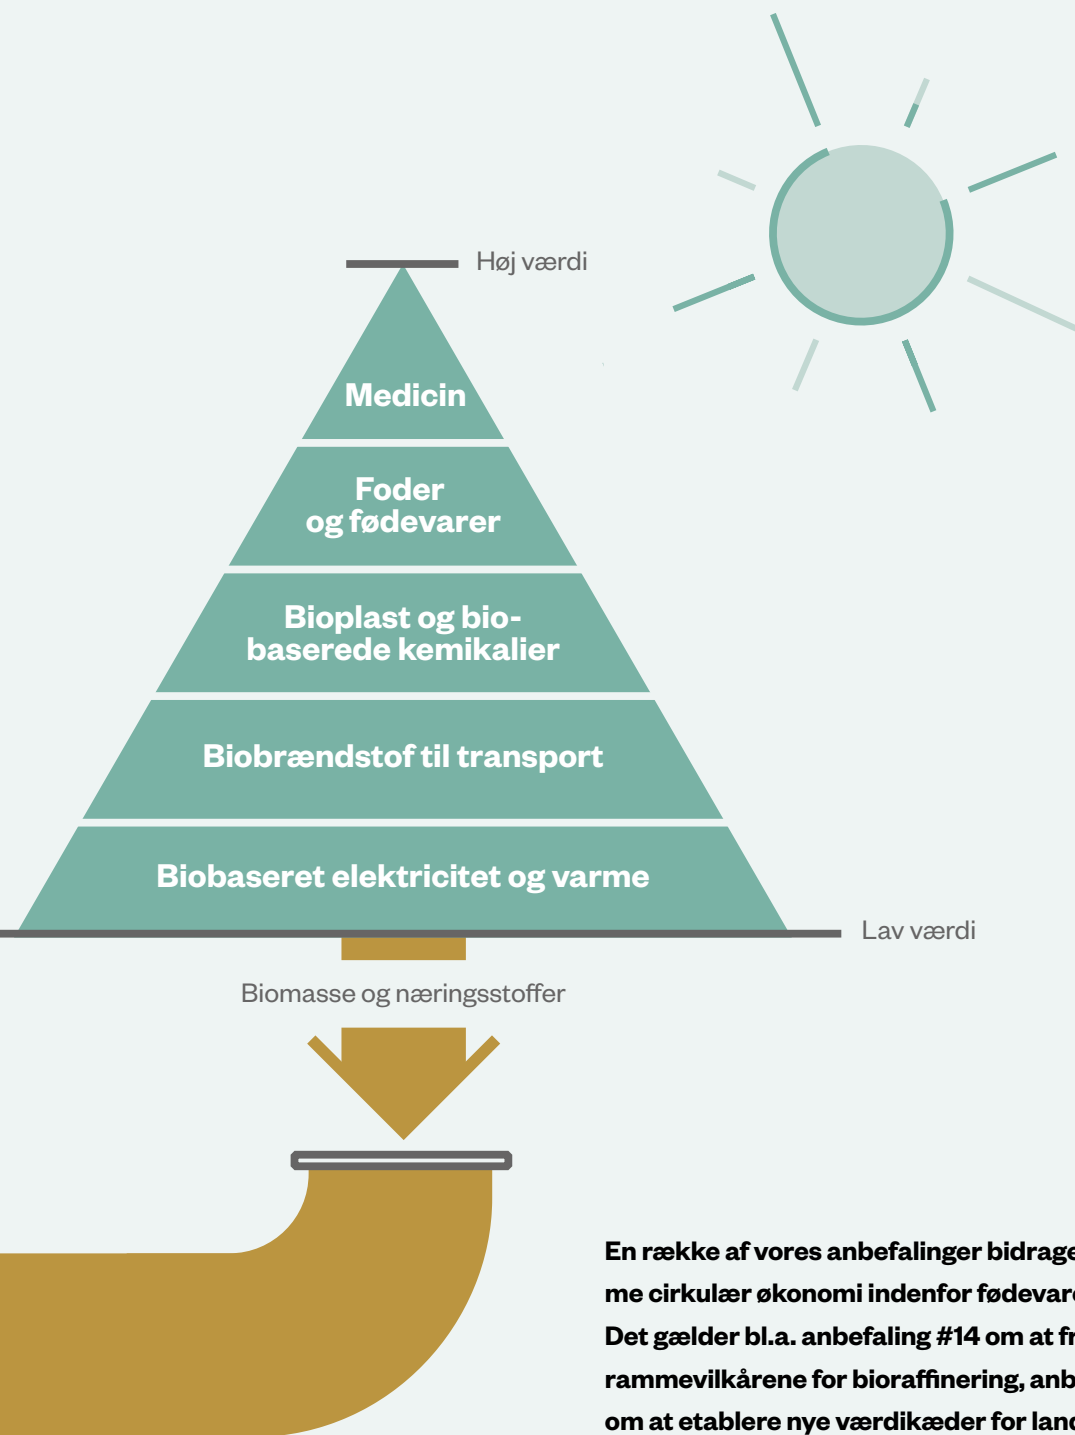 Høj værdi
Medicin
Foder
og fødevarer
Bioplast og bio-
baserede kemikalier
Biobrændstof til transport
Biobaseret elektricitet og varme
Lav værdi
Biomasse og næringsstoffer
En række af vores anbefalinger bidrage
me cirkulær økonomi indenfor fødevare
Det gælder bl.a. anbefaling #14 om at fr
rammevilkårene for bioraffinering, anb
om at etablere nye værdikæder for land